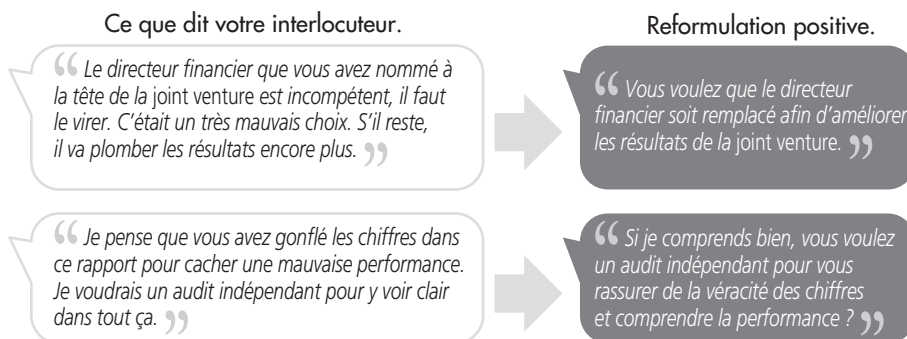 Ce que dit votre interlocuteur.
Reformulation positive.
“ Le directeur financier que vous avez nommé à
la tête de la joint venture est incompétent, il faut
le virer. C’était un très mauvais choix. S’il reste,
il va plomber les résultats encore plus. ”
“ Vous voulez que le directeur
financier soit remplacé afin d’améliorer
les résultats de la joint venture. ”
“ Je pense que vous avez gonflé les chiffres dans
ce rapport pour cacher une mauvaise performance.
Je voudrais un audit indépendant pour y voir clair
dans tout ça. ”
“ Si je comprends bien, vous voulez
un audit indépendant pour vous
rassurer de la véracité des chiffres
et comprendre la performance ? ”